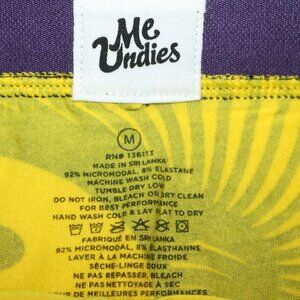 Me
Undies
M
RN# 136113
MADE IN SRI LANKA
92% MICROMODAL, 8% ELASTANE
MACHINE WASH COLD
TUMBLE DRY LOW
DO NOT IRON, BLEACH OR DRY CLEAN
FOR BEST PERFORMANCE
HAND WASH COLD & LAY FLAT TO DRY
FABRIQUÉ EN SRI LANKA
92% MICROMODAL, 8% ÉLASTHANNE
LAVER À LA MACHINE FROIDE
SÈCHE-LINGE DOUX
NE PAS REPASSER, BLEACH
NE PAS NETTOYER À SEC
POUR DE MEILLEURES PERFORMANCES